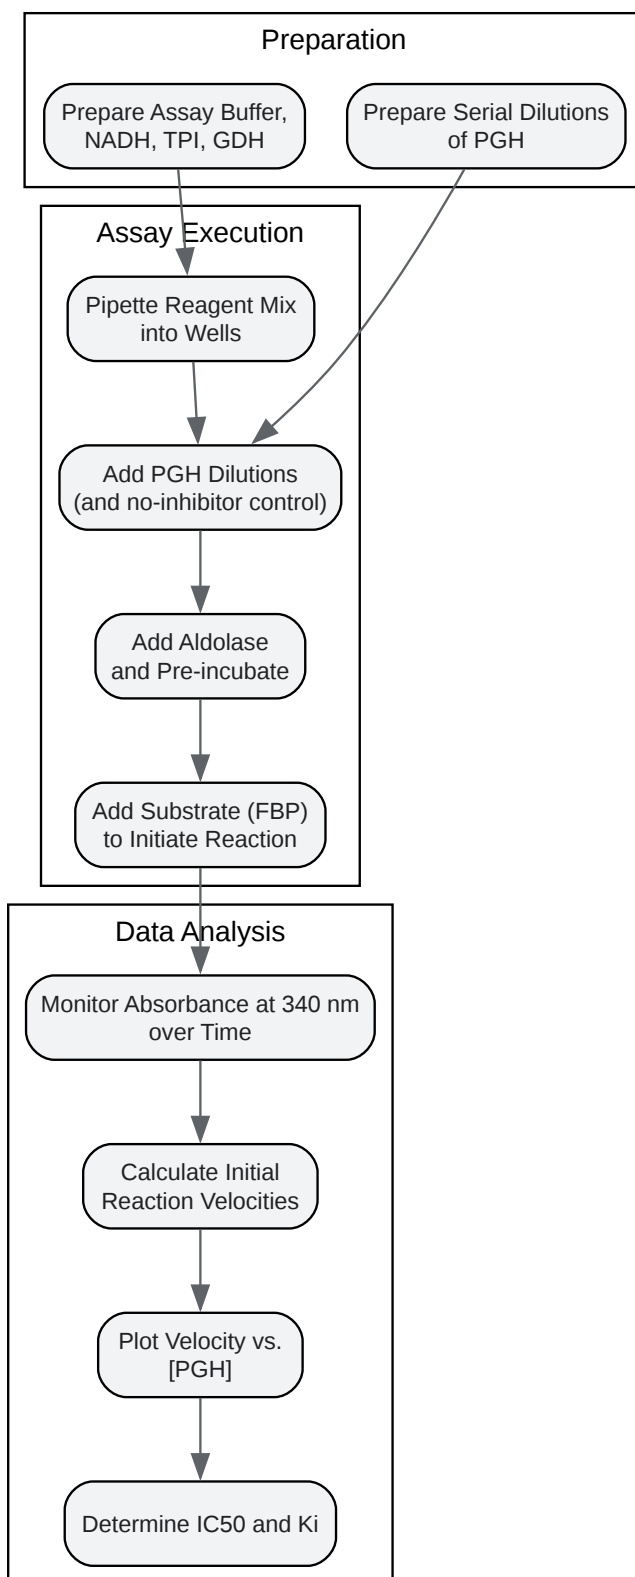 Preparation
Prepare Assay Buffer,
NADH, TPI, GDH
Prepare Serial Dilutions
of PGH
Assay Execution
Pipette Reagent Mix
into Wells
Add PGH Dilutions
(and no-inhibitor control)
Add Aldolase
and Pre-incubate
Add Substrate (FBP)
to Initiate Reaction
Data Analysis
Monitor Absorbance at 340 nm
over Time
Calculate Initial
Reaction Velocities
Plot Velocity vs.
[PGH]
Determine IC50 and Ki